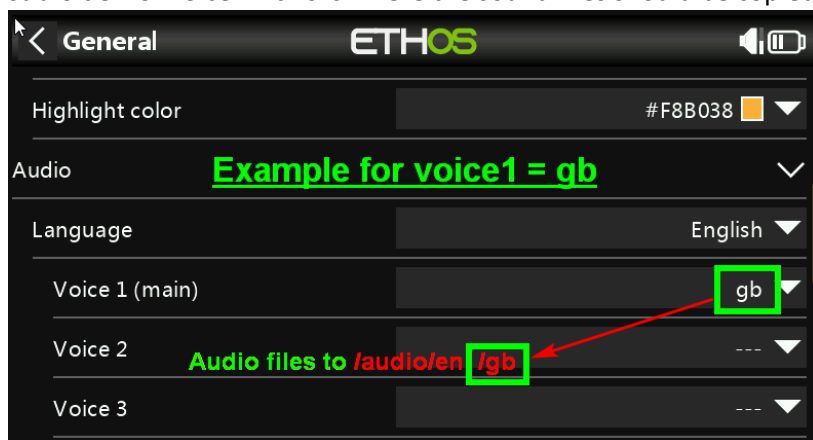 General ETHOS
Highlight color #F8B038
Audio Example for voice1 = gb
Language English
Voice 1 (main) gb
Voice 2 ---
Audio files to /audio/en /gb
Voice 3 ---